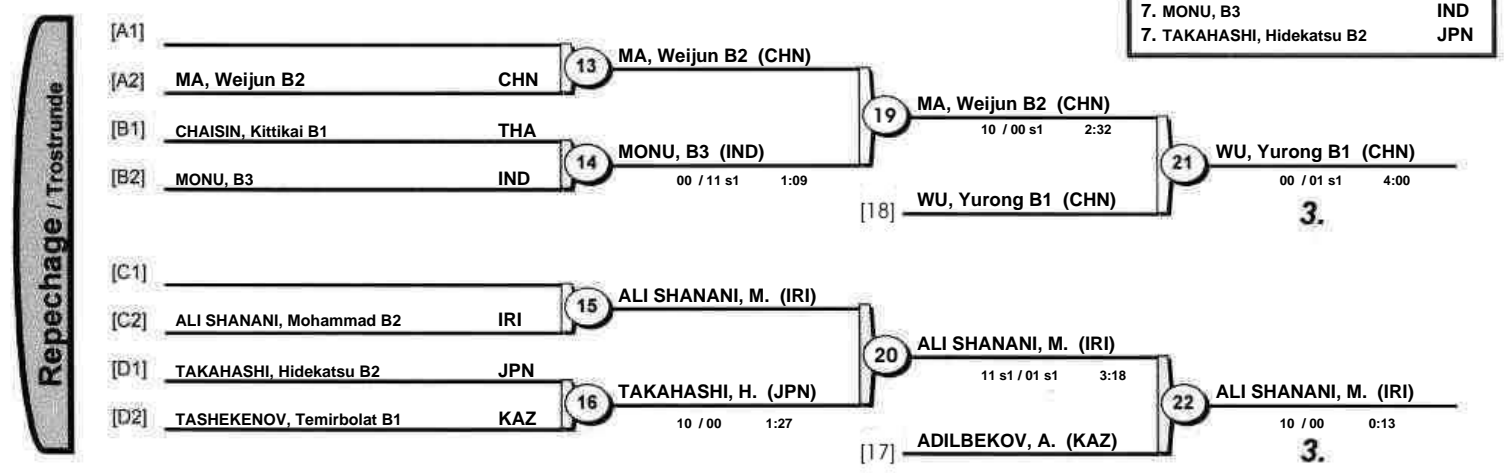 7. MONU, B3 IND
7. TAKAHASHI, Hidekatsu B2 JPN
Repechage / Trostrunde
[A1]
[A2] MA, Weijun B2 CHN
13 MA, Weijun B2 (CHN)
[B1] CHAISIN, Kittikai B1 THA
[B2] MONU, B3 IND
14 MONU, B3 (IND)
00 / 11 s1 1:09
19 MA, Weijun B2 (CHN)
10 / 00 s1 2:32
[18] WU, Yurong B1 (CHN)
21 WU, Yurong B1 (CHN)
00 / 01 s1 4:00
3.
[C1]
[C2] ALI SHANANI, Mohammad B2 IRI
15 ALI SHANANI, M. (IRI)
[D1] TAKAHASHI, Hidekatsu B2 JPN
[D2] TASHEKENOV, Temirbolat B1 KAZ
16 TAKAHASHI, H. (JPN)
10 / 00 1:27
20 ALI SHANANI, M. (IRI)
11 s1 / 01 s1 3:18
[17] ADILBEKOV, A. (KAZ)
22 ALI SHANANI, M. (IRI)
10 / 00 0:13
3.